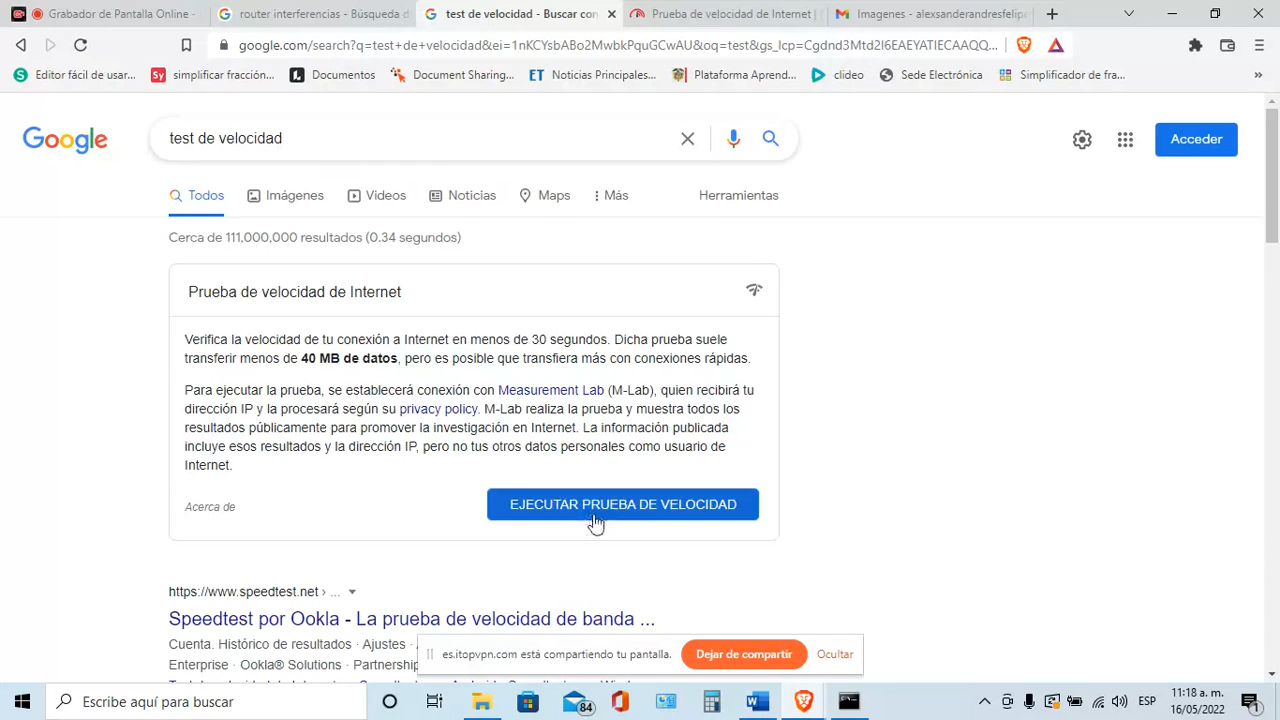 Grabador de Pantalla Online
router interferencias - Búsqueda d
test de velocidad - Buscar con
Prueba de velocidad de Internet |
Imagenes - alexsanderandresfelip
google.com/search?q=test+de+velocidad&ei=1nKCYsbABo2MwbkPquGCwAU&oq=test&gs_lcp=Cgdnd3Mtd2l6EAEYATIECAAQQ...
Editor fácil de usar...
simplificar fracción...
Documentos
Document Sharing...
Noticias Principales...
Plataforma Aprend...
clideo
Sede Electrónica
Simplificador de fra...
Google
test de velocidad
Acceder
Todos
Imágenes
Videos
Noticias
Maps
Más
Herramientas
Cerca de 111,000,000 resultados (0.34 segundos)
Prueba de velocidad de Internet
Verifica la velocidad de tu conexión a Internet en menos de 30 segundos. Dicha prueba suele
transferir menos de 40 MB de datos, pero es posible que transfiera más con conexiones rápidas.
Para ejecutar la prueba, se establecerá conexión con Measurement Lab (M-Lab), quien recibirá tu
dirección IP y la procesará según su privacy policy. M-Lab realiza la prueba y muestra todos los
resultados públicamente para promover la investigación en Internet. La información publicada
incluye esos resultados y la dirección IP, pero no tus otros datos personales como usuario de
Internet.
Acerca de
EJECUTAR PRUEBA DE VELOCIDAD
https://www.speedtest.net › ...
Speedtest por Ookla - La prueba de velocidad de banda ...
Cuenta. Histórico de resultados · Ajustes ·
Enterprise · Ookla® Solutions · Partnership
es.itopvpn.com está compartiendo tu pantalla.
Dejar de compartir
Ocultar
Escribe aquí para buscar
84
ESP
11:18 a. m.
16/05/2022
1